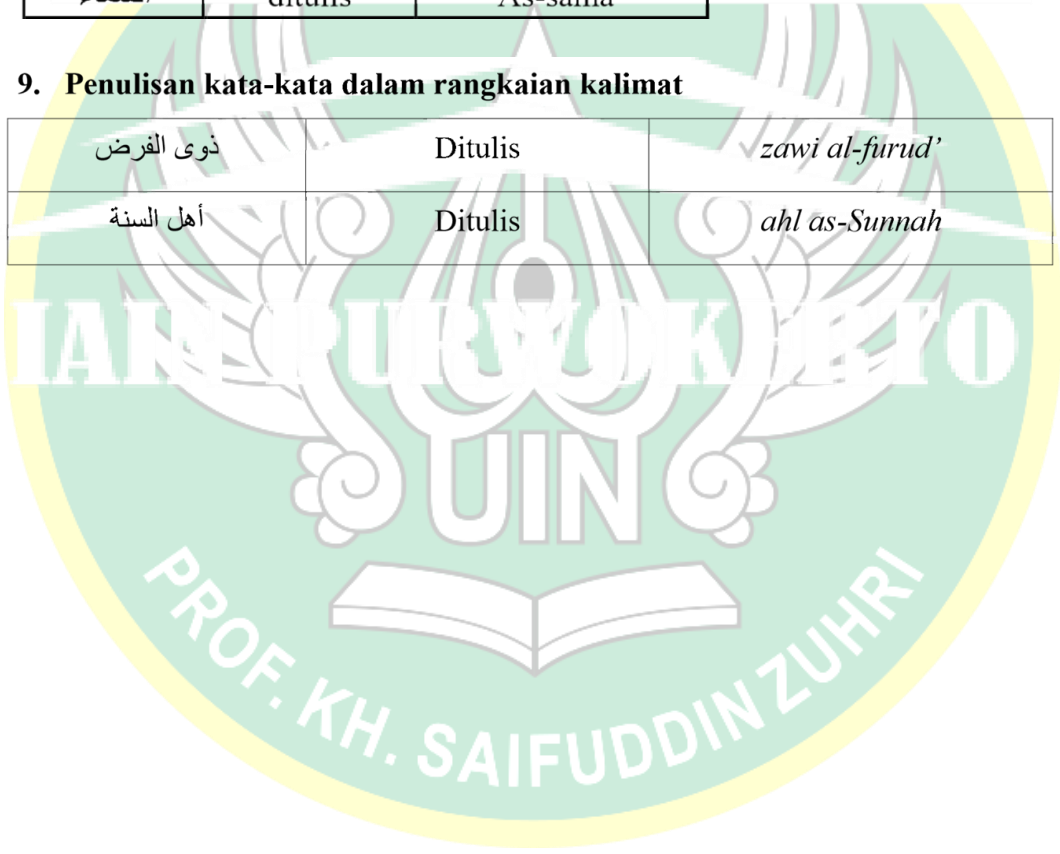 ditulis As-sama
9. Penulisan kata-kata dalam rangkaian kalimat
ذوى الفرض Ditulis zawi al-furud’
أهل السنة Ditulis ahl as-Sunnah
IAIN PURWOKERTO
UIN
PROF. KH. SAIFUDDIN ZUHRI